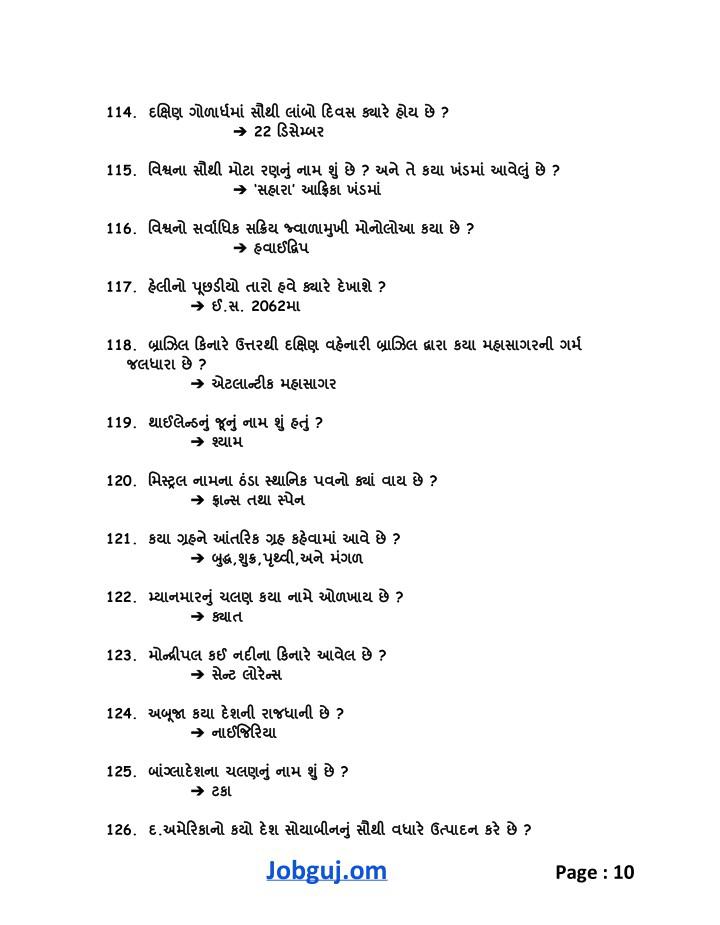 114. દક્ષિણ ગોળાર્ધમાં સૌથી લાંબો દિવસ ક્યારે હોય છે ?
➔ 22 ડિસેમ્બર
115. વિશ્વના સૌથી મોટા રણનું નામ શું છે ? અને તે કયા ખંડમાં આવેલું છે ?
➔ ‘સહારા’ આફ્રિકા ખંડમાં
116. વિશ્વનો સર્વાધિક સક્રિય જ્વાળામુખી મોનોલોઆ કયા છે ?
➔ હવાઈદ્વિપ
117. હેલીનો પૂછડીયો તારો હવે ક્યારે દેખાશે ?
➔ ઈ.સ. 2062મા
118. બ્રાઝિલ કિનારે ઉત્તરથી દક્ષિણ વહેનારી બ્રાઝિલ દ્વારા કયા મહાસાગરની ગર્મ
જલધારા છે ?
➔ એટલાન્ટીક મહાસાગર
119. થાઈલેન્ડનું જૂનું નામ શું હતું ?
➔ શ્યામ
120. મિસ્ટ્રલ નામના ઠંડા સ્થાનિક પવનો ક્યાં વાય છે ?
➔ ફ્રાન્સ તથા સ્પેન
121. કયા ગ્રહને આંતરિક ગ્રહ કહેવામાં આવે છે ?
➔ બુદ્ધ,શુક્ર,પૃથ્વી,અને મંગળ
122. મ્યાનમારનું ચલણ કયા નામે ઓળખાય છે ?
➔ ક્યાત
123. મોન્દ્રીપલ કઈ નદીના કિનારે આવેલ છે ?
➔ સેન્ટ લોરેન્સ
124. અબૂજા કયા દેશની રાજધાની છે ?
➔ નાઈજિરિયા
125. બાંગ્લાદેશના ચલણનું નામ શું છે ?
➔ ટકા
126. દ.અમેરિકાનો કયો દેશ સોયાબીનનું સૌથી વધારે ઉત્પાદન કરે છે ?
Jobguj.om Page : 10